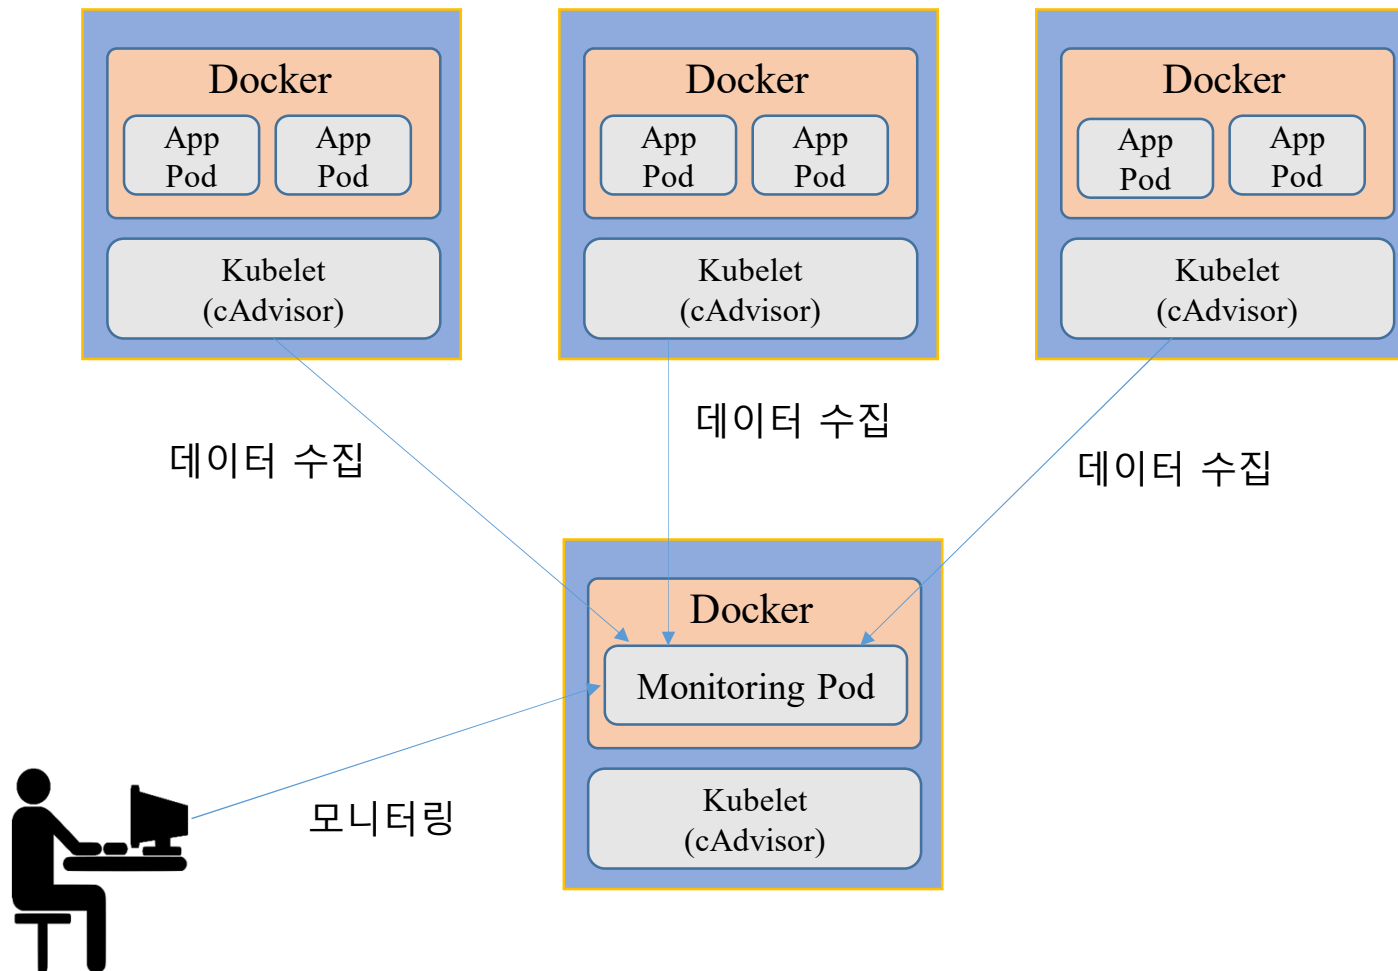 Docker
App
Pod
App
Pod
Kubelet
(cAdvisor)
Docker
App
Pod
App
Pod
Kubelet
(cAdvisor)
Docker
App
Pod
App
Pod
Kubelet
(cAdvisor)
데이터 수집
데이터 수집
데이터 수집
Docker
Monitoring Pod
Kubelet
(cAdvisor)
모니터링